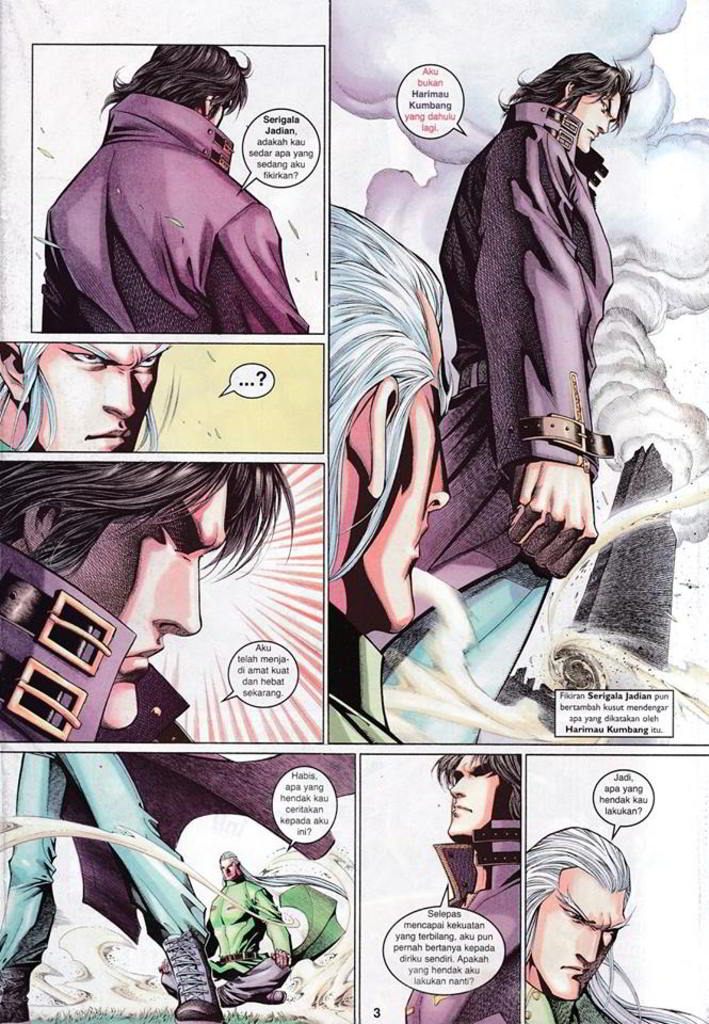 Serigala
Jadian,
adakah kau
sedar apa yang
sedang aku
fikirkan?
...?
Aku
telah menja-
di amat kuat
dan hebat
sekarang.
Aku
bukan
Harimau
Kumbang
yang dahulu
lagi.
Fikiran Serigala Jadian pun
bertambah kusut mendengar
apa yang dikatakan oleh
Harimau Kumbang itu.
Habis,
apa yang
hendak kau
ceritakan
kepada aku
ini?
Selepas
mencapai kekuatan
yang terbilang, aku pun
pernah bertanya kepada
diriku sendiri. Apakah
yang hendak aku
lakukan nanti?
Jadi,
apa yang
hendak kau
lakukan?
3